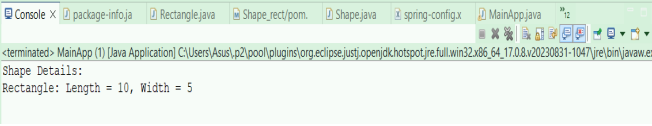 Console package-info.ja Rectangle.java Shape_rect/pom. Shape.java spring-config.x MainApp.java »12
<terminated> MainApp (1) [Java Application] C:\Users\Asus\.p2\pool\plugins\org.eclipse.justj.openjdk.hotspot.jre.full.win32.x86_64_17.0.8.v20230831-1047\jre\bin\javaw.ex
Shape Details:
Rectangle: Length = 10, Width = 5